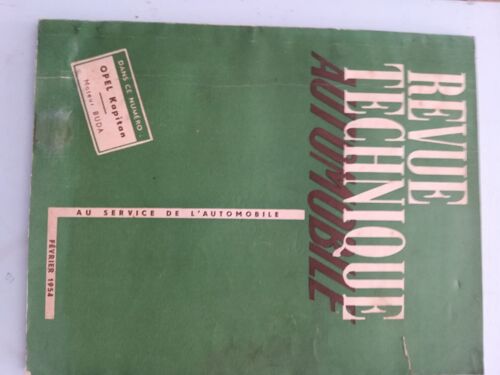 REVUE
TECHNIQUE
AUTOMOBILE
DANS CE NUMÉRO :
OPEL Kapitan
Moteur BUDA
AU SERVICE DE L'AUTOMOBILE
FÉVRIER 1954